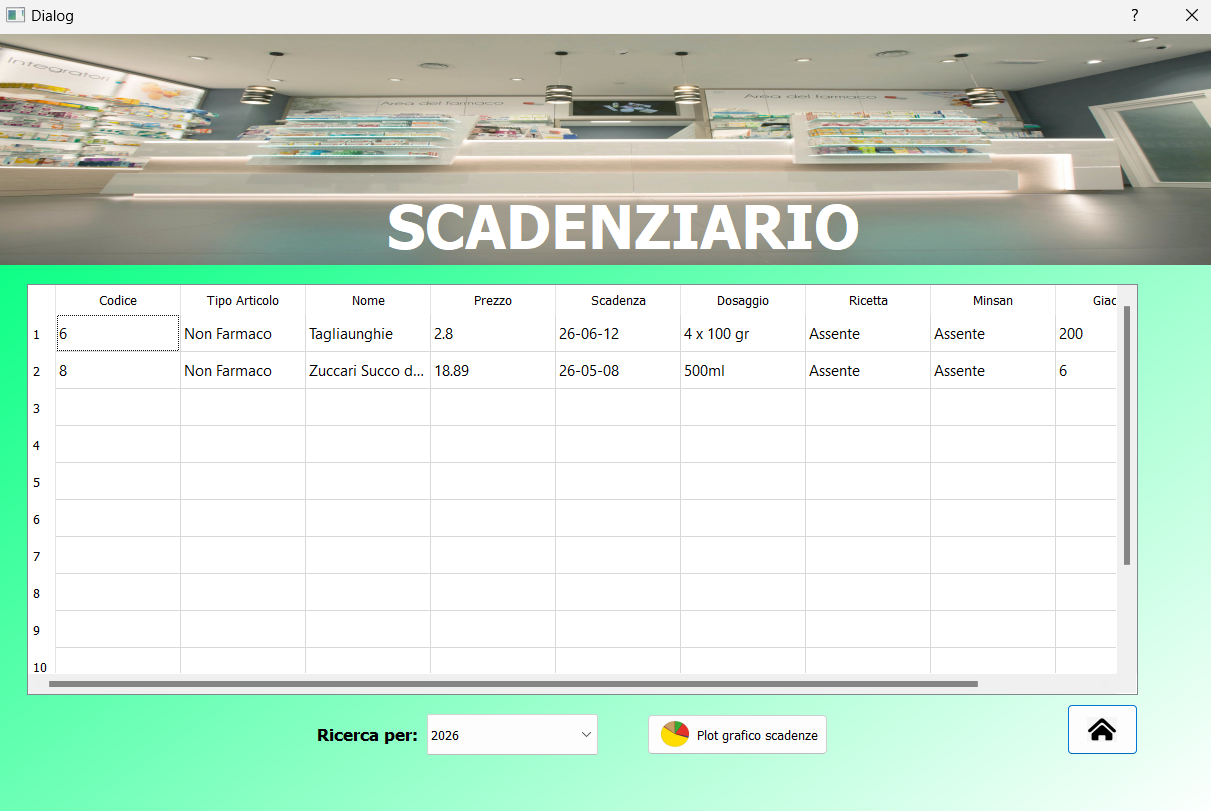 Dialog ?
Integratori
Area del farmaco
Area del farmaco
SCADENZIARIO
Codice Tipo Articolo Nome Prezzo Scadenza Dosaggio Ricetta Minsan Giac
1 6 Non Farmaco Tagliaunghie 2.8 26-06-12 4 x 100 gr Assente Assente 200
2 8 Non Farmaco Zuccari Succo d... 18.89 26-05-08 500ml Assente Assente 6
3
4
5
6
7
8
9
10
Ricerca per: 2026 Plot grafico scadenze